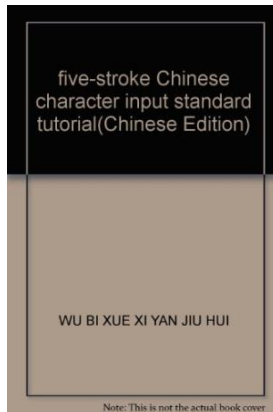 five-stroke Chinese
character input standard
tutorial(Chinese Edition)
WU BI XUE XI YAN JIU HUI
Note: This is not the actual book cover